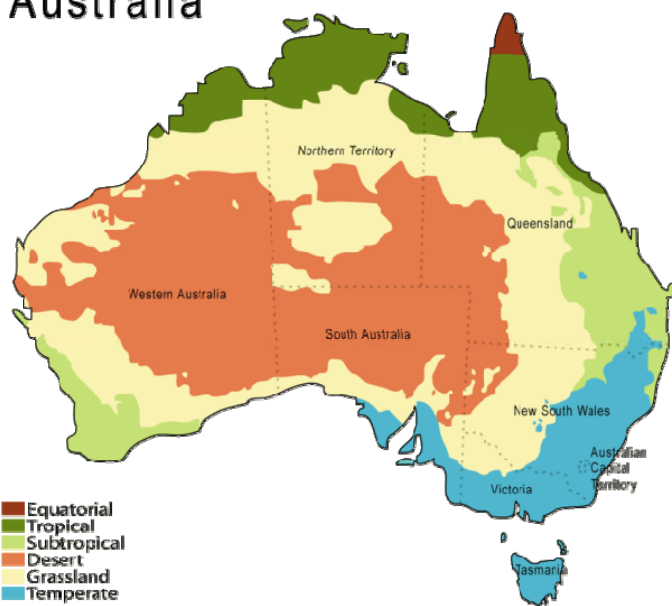 Australia
Northern Territory
Queensland
Western Australia
South Australia
New South Wales
Australian
Capital
Territory
Victoria
Tasmania
Equatorial
Tropical
Subtropical
Desert
Grassland
Temperate